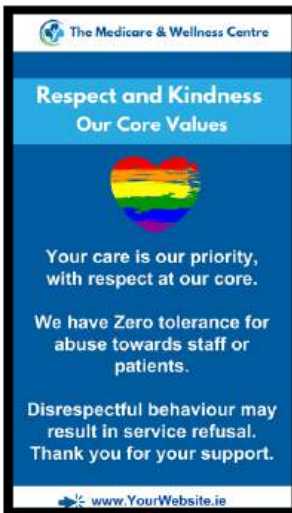 The Medicare & Wellness Centre
Respect and Kindness
Our Core Values
Your care is our priority,
with respect at our core.
We have Zero tolerance for
abuse towards staff or
patients.
Disrespectful behaviour may
result in service refusal.
Thank you for your support.
www.YourWebsite.ie